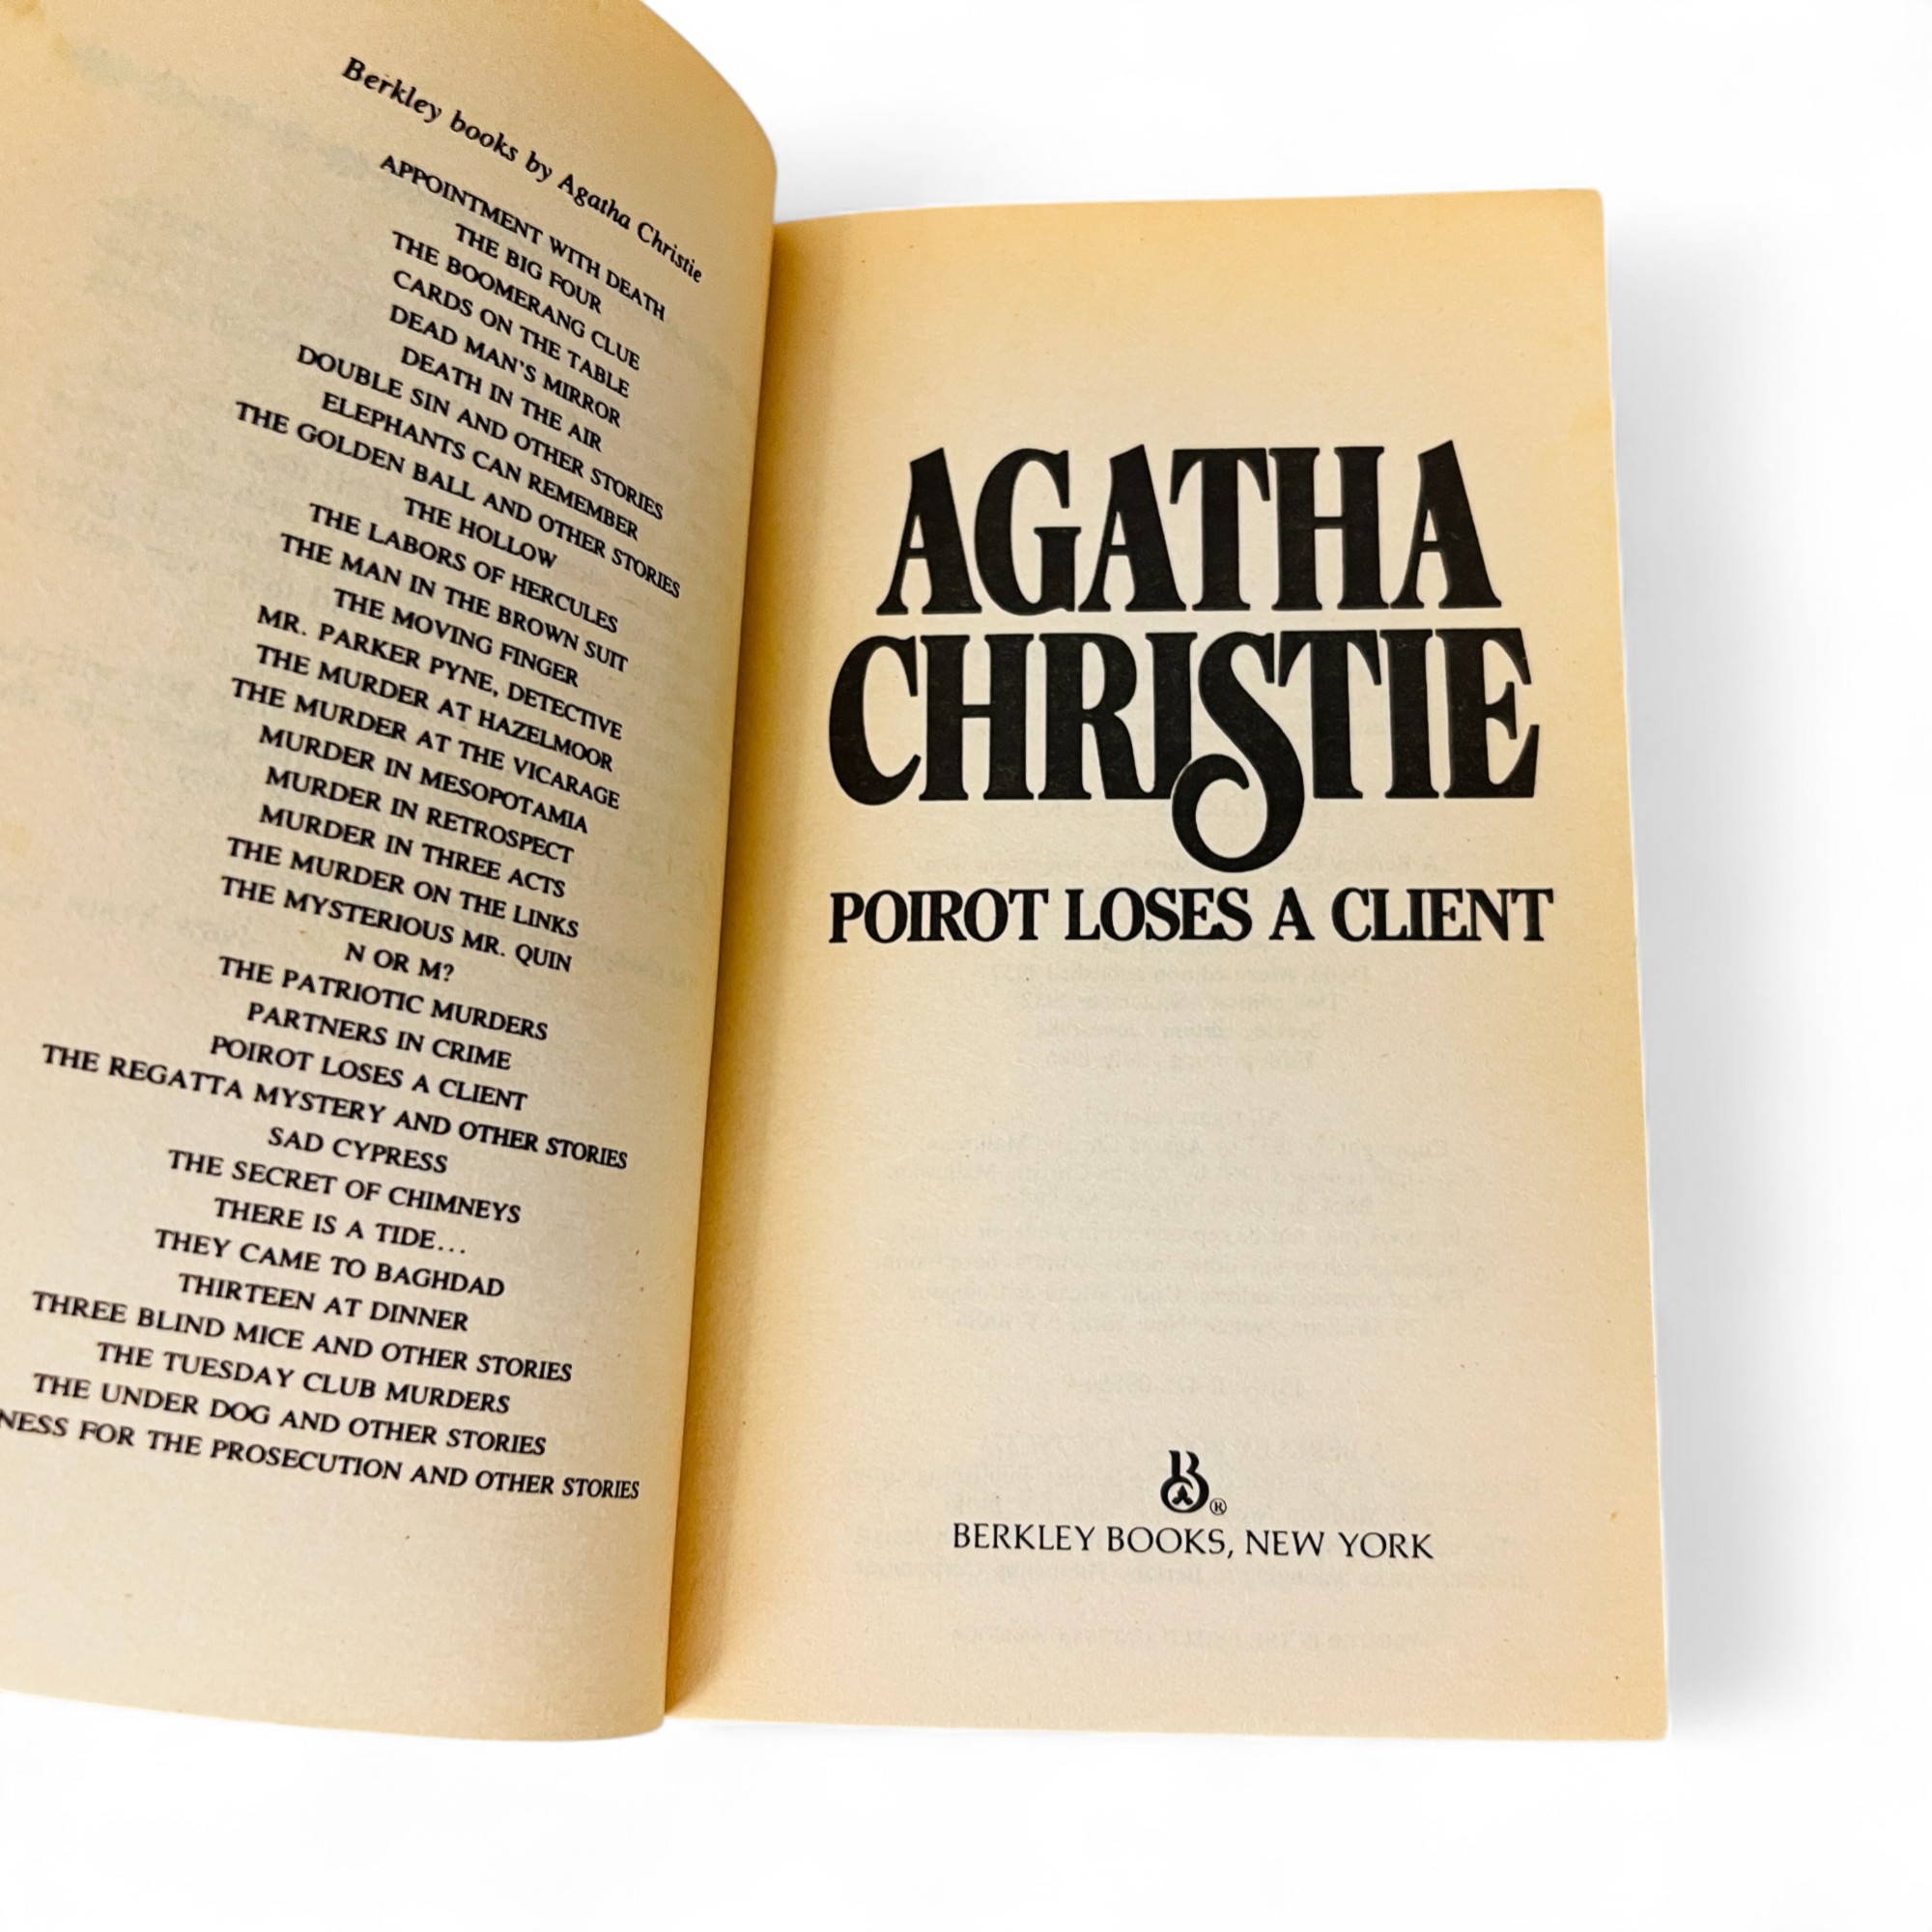 Berkley books by Agatha Christie
APPOINTMENT WITH DEATH
THE BIG FOUR
THE BOOMERANG CLUE
CARDS ON THE TABLE
DEAD MAN'S MIRROR
DEATH IN THE AIR
DOUBLE SIN AND OTHER STORIES
ELEPHANTS CAN REMEMBER
THE GOLDEN BALL AND OTHER STORIES
THE HOLLOW
THE LABORS OF HERCULES
THE MAN IN THE BROWN SUIT
THE MOVING FINGER
MR. PARKER PYNE, DETECTIVE
THE MURDER AT HAZELMOOR
THE MURDER AT THE VICARAGE
MURDER IN MESOPOTAMIA
MURDER IN RETROSPECT
MURDER IN THREE ACTS
THE MURDER ON THE LINKS
THE MYSTERIOUS MR. QUIN
N OR M?
THE PATRIOTIC MURDERS
PARTNERS IN CRIME
POIROT LOSES A CLIENT
THE REGATTA MYSTERY AND OTHER STORIES
SAD CYPRESS
THE SECRET OF CHIMNEYS
THERE IS A TIDE...
THEY CAME TO BAGHDAD
THIRTEEN AT DINNER
THREE BLIND MICE AND OTHER STORIES
THE TUESDAY CLUB MURDERS
THE UNDER DOG AND OTHER STORIES
NESS FOR THE PROSECUTION AND OTHER STORIES
AGATHA
CHRISTIE
POIROT LOSES A CLIENT
B®
BERKLEY BOOKS, NEW YORK